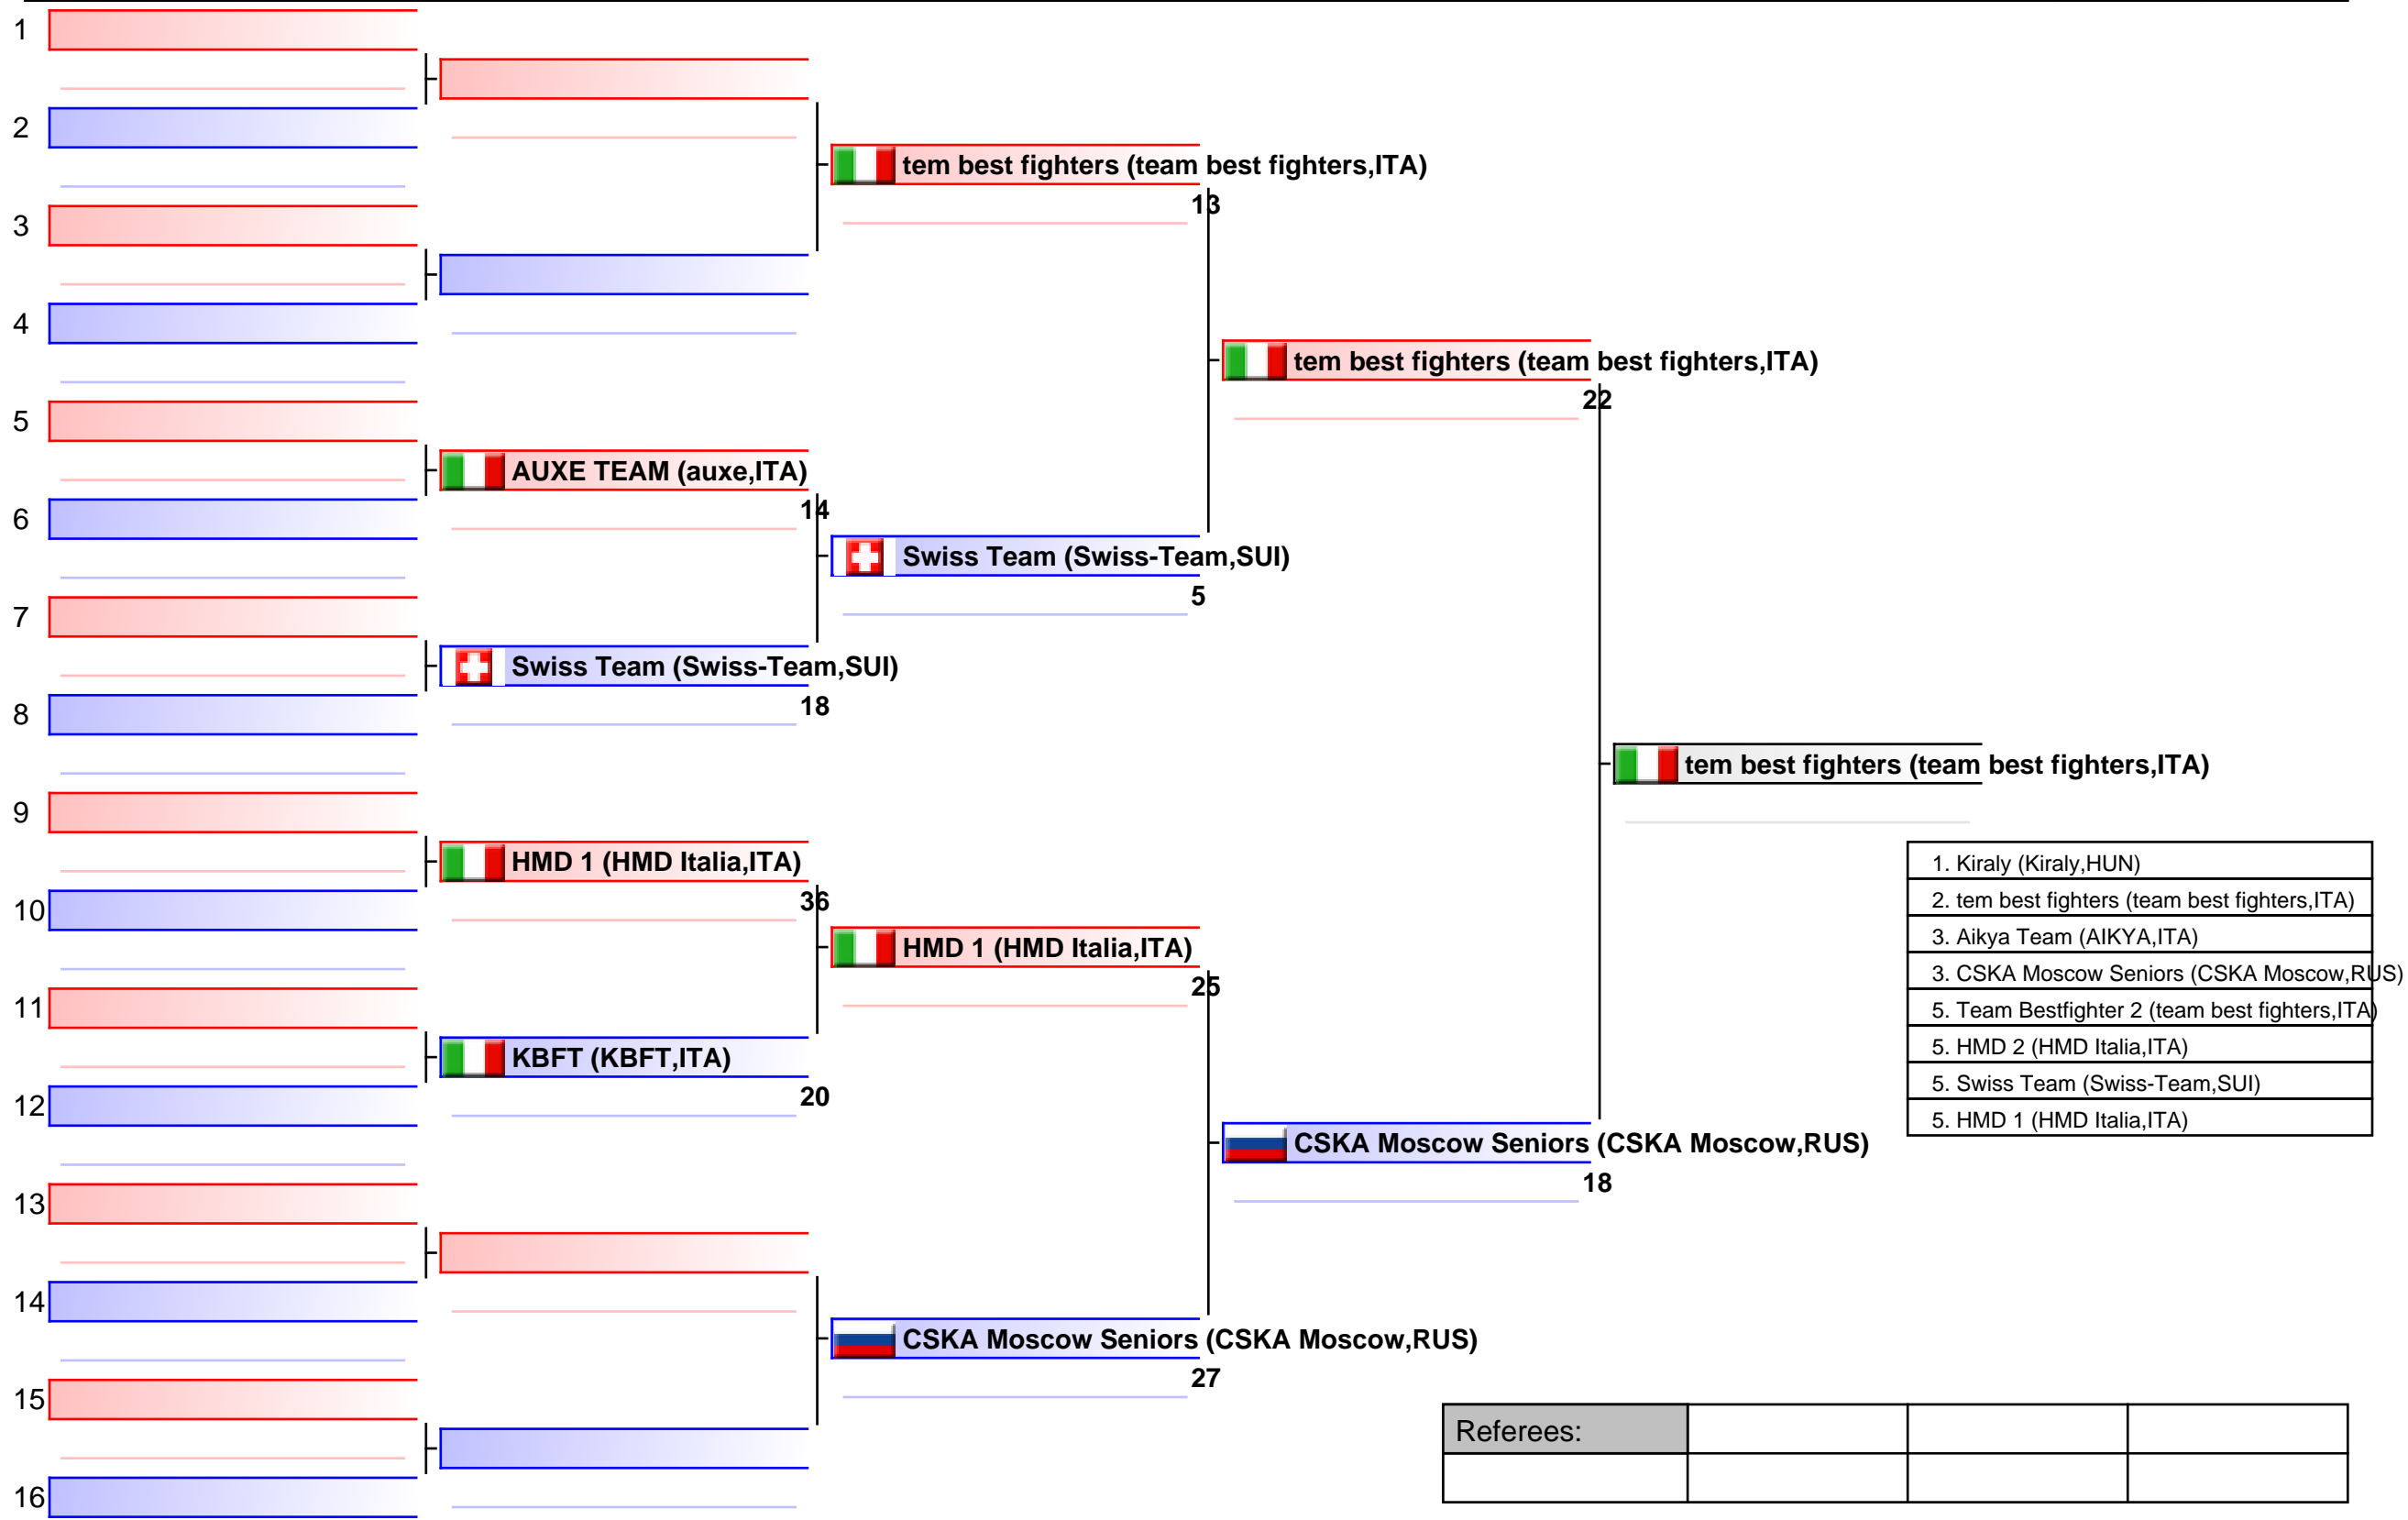 1
2
tem best fighters (team best fighters,ITA)
13
3
4
tem best fighters (team best fighters,ITA)
22
5
AUXE TEAM (auxe,ITA)
14
6
Swiss Team (Swiss-Team,SUI)
5
7
Swiss Team (Swiss-Team,SUI)
18
8
tem best fighters (team best fighters,ITA)
9
HMD 1 (HMD Italia,ITA)
36
10
HMD 1 (HMD Italia,ITA)
25
11
KBFT (KBFT,ITA)
20
12
CSKA Moscow Seniors (CSKA Moscow,RUS)
18
13
14
CSKA Moscow Seniors (CSKA Moscow,RUS)
27
15
16
1. Kiraly (Kiraly,HUN)
2. tem best fighters (team best fighters,ITA)
3. Aikya Team (AIKYA,ITA)
3. CSKA Moscow Seniors (CSKA Moscow,RUS)
5. Team Bestfighter 2 (team best fighters,ITA)
5. HMD 2 (HMD Italia,ITA)
5. Swiss Team (Swiss-Team,SUI)
5. HMD 1 (HMD Italia,ITA)
Referees: